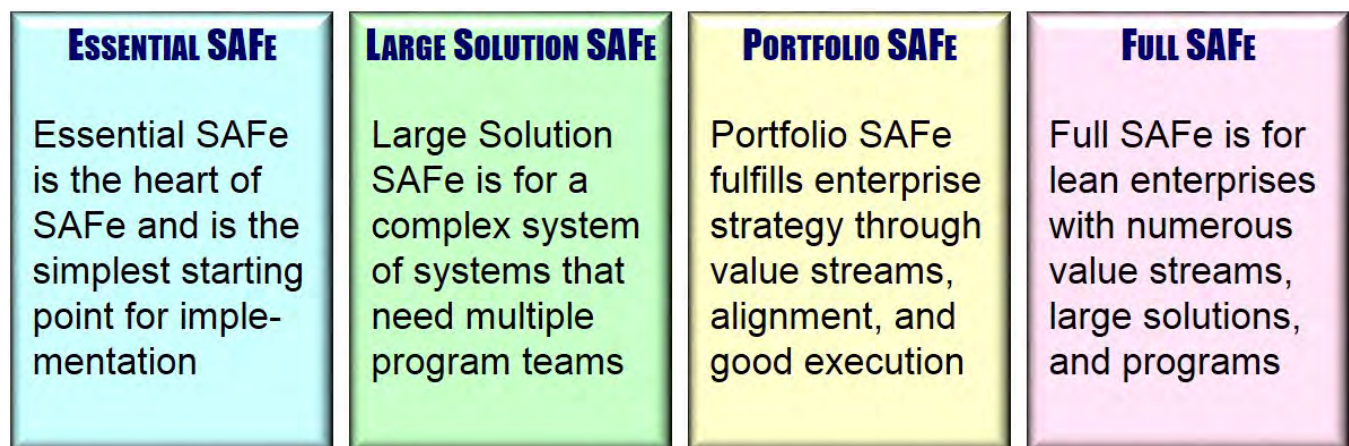 ESSENTIAL SAFE
Essential SAFe
is the heart of
SAFe and is the
simplest starting
point for imple-
mentation
LARGE SOLUTION SAFE
Large Solution
SAFe is for a
complex system
of systems that
need multiple
program teams
PORTFOLIO SAFE
Portfolio SAFe
fulfills enterprise
strategy through
value streams,
alignment, and
good execution
FULL SAFE
Full SAFe is for
lean enterprises
with numerous
value streams,
large solutions,
and programs